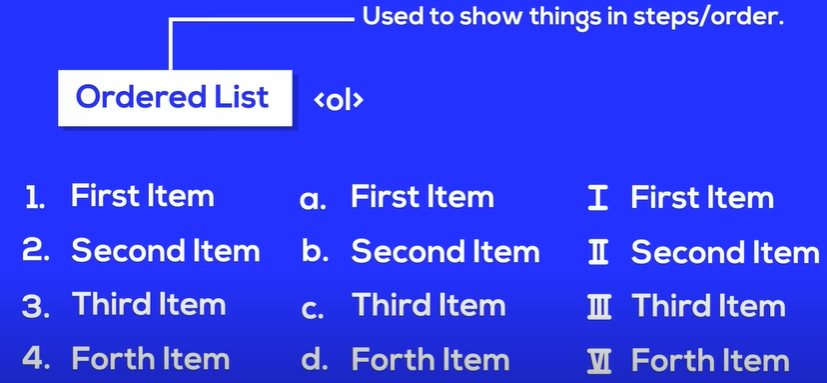 Used to show things in steps/order.
Ordered List <ol>
1. First Item a. First Item I First Item
2. Second Item b. Second Item II Second Item
3. Third Item c. Third Item III Third Item
4. Forth Item d. Forth Item VI Forth Item